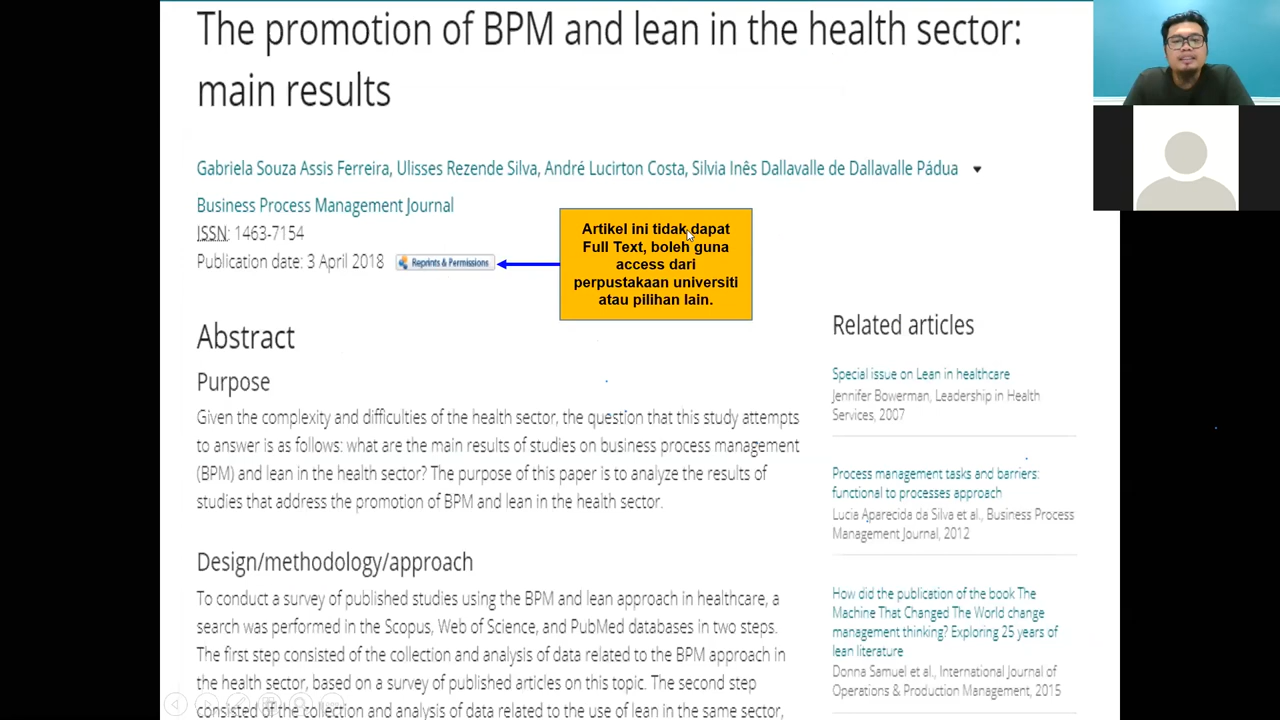 The promotion of BPM and lean in the health sector:
main results
Gabriela Souza Assis Ferreira, Ulisses Rezende Silva, André Lucirton Costa, Silvia Inês Dallavalle de Dallavalle Pádua
Business Process Management Journal
ISSN: 1463-7154
Publication date: 3 April 2018
Reprints & Permissions
Artikel ini tidak dapat
Full Text, boleh guna
access dari
perpustakaan universiti
atau pilihan lain.
Abstract
Purpose
Given the complexity and difficulties of the health sector, the question that this study attempts
to answer is as follows: what are the main results of studies on business process management
(BPM) and lean in the health sector? The purpose of this paper is to analyze the results of
studies that address the promotion of BPM and lean in the health sector.
Design/methodology/approach
To conduct a survey of published studies using the BPM and lean approach in healthcare, a
search was performed in the Scopus, Web of Science, and PubMed databases in two steps.
The first step consisted of the collection and analysis of data related to the BPM approach in
the health sector, based on a survey of published articles on this topic. The second step
consisted of the collection and analysis of data related to the use of lean in the same sector,
Related articles
Special issue on Lean in healthcare
Jennifer Bowerman, Leadership in Health
Services, 2007
Process management tasks and barriers:
functional to processes approach
Lucia Aparecida da Silva et al., Business Process
Management Journal, 2012
How did the publication of the book The
Machine That Changed The World change
management thinking? Exploring 25 years of
lean literature
Donna Samuel et al., International Journal of
Operations & Production Management, 2015